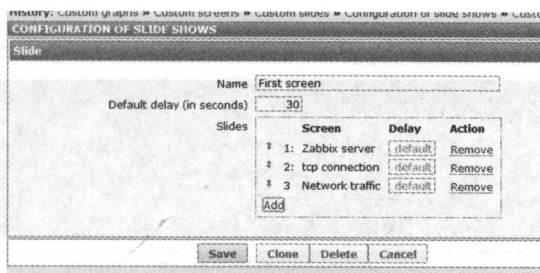 History: Custom graphs » Custom screens » Custom slides » Configuration of slide shows » Custo
CONFIGURATION OF SLIDE SHOWS
Slide
Name First screen
Default delay (in seconds) 30
Slides Screen Delay Action
1: Zabbix server default Remove
2: tcp connection default Remove
3 Network traffic default Remove
Add
Save Clone Delete Cancel